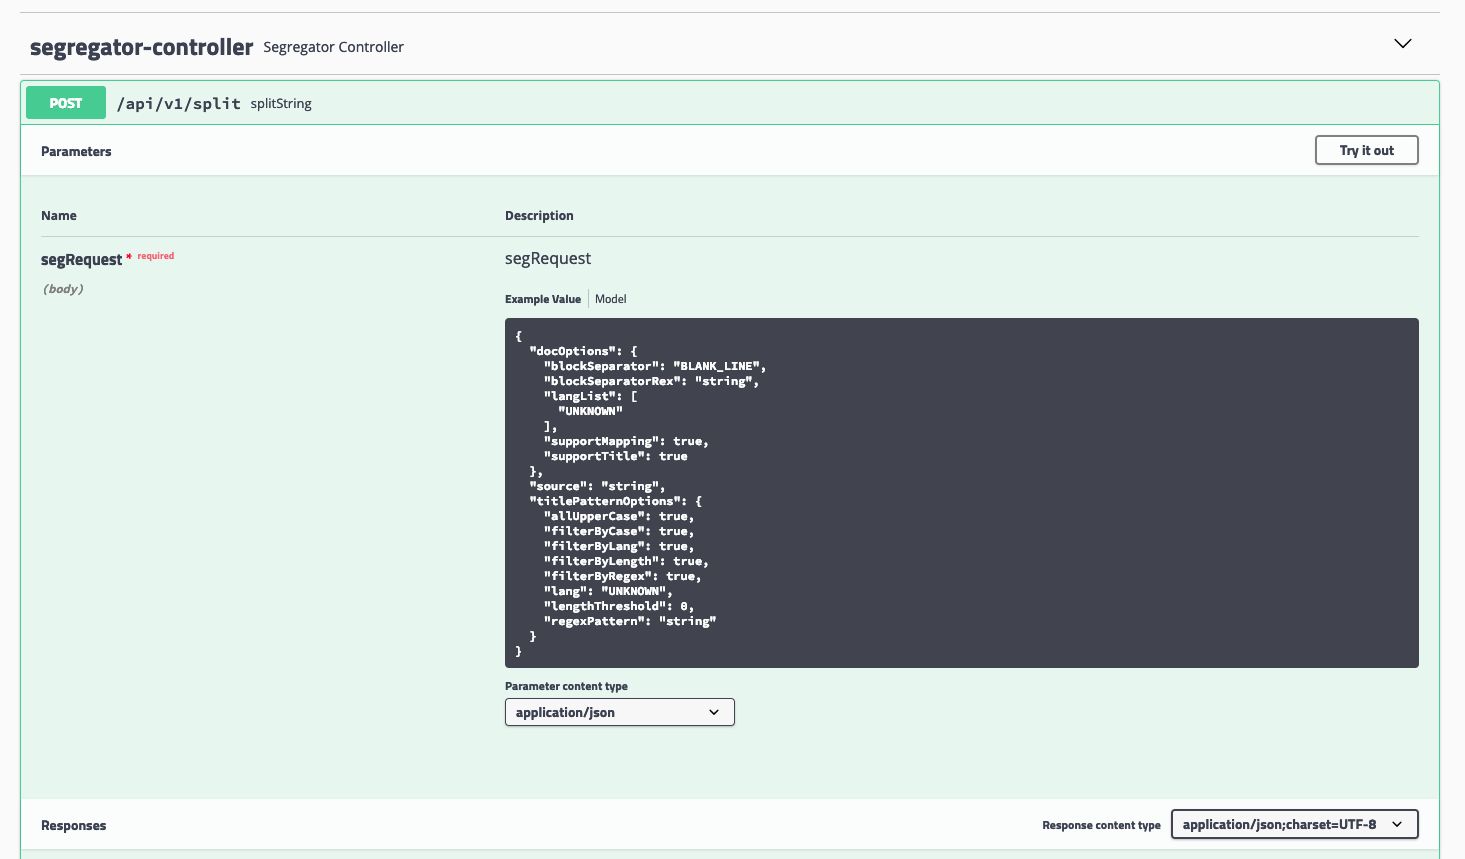 segregator-controller Segregator Controller
POST /api/v1/split splitString
Parameters Try it out
Name Description
segRequest * required segRequest
(body)
Example Value Model
{
  "docOptions": {
    "blockSeparator": "BLANK_LINE",
    "blockSeparatorRex": "string",
    "langList": [
      "UNKNOWN"
    ],
    "supportMapping": true,
    "supportTitle": true
  },
  "source": "string",
  "titlePatternOptions": {
    "allUpperCase": true,
    "filterByCase": true,
    "filterByLang": true,
    "filterByLength": true,
    "filterByRegex": true,
    "lang": "UNKNOWN",
    "lengthThreshold": 0,
    "regexPattern": "string"
  }
}
Parameter content type
application/json
Responses Response content type application/json;charset=UTF-8